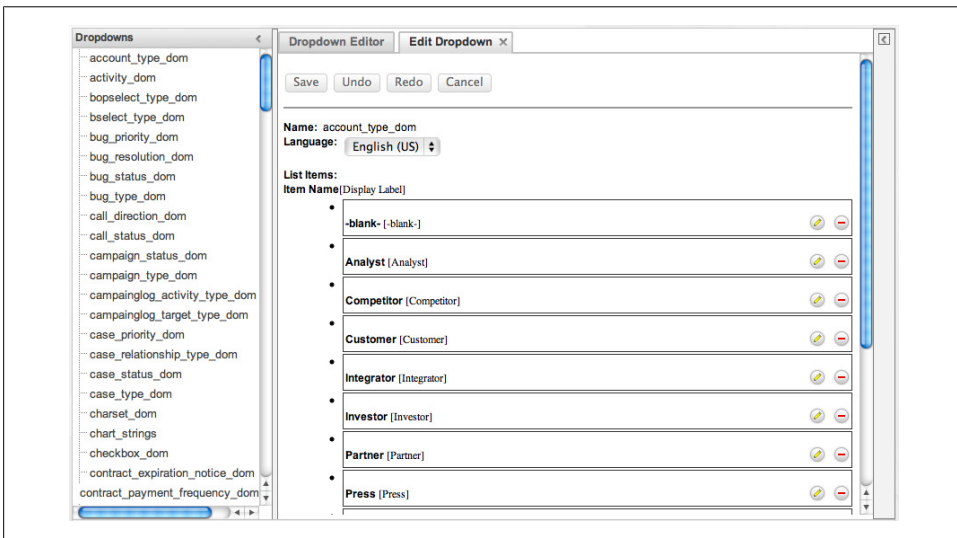 Dropdowns
account_type_dom
activity_dom
bopselect_type_dom
bselect_type_dom
bug_priority_dom
bug_resolution_dom
bug_status_dom
bug_type_dom
call_direction_dom
call_status_dom
campaign_status_dom
campaign_type_dom
campainglog_activity_type_dom
campainglog_target_type_dom
case_priority_dom
case_relationship_type_dom
case_status_dom
case_type_dom
charset_dom
chart_strings
checkbox_dom
contract_expiration_notice_dom
contract_payment_frequency_dom
Dropdown Editor Edit Dropdown
Save Undo Redo Cancel
Name: account_type_dom
Language: English (US)
List Items:
Item Name[Display Label]
-blank- [-blank-]
Analyst [Analyst]
Competitor [Competitor]
Customer [Customer]
Integrator [Integrator]
Investor [Investor]
Partner [Partner]
Press [Press]